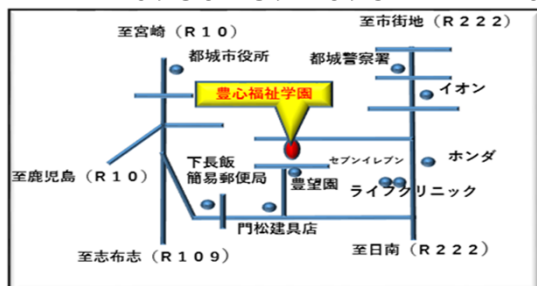 至宮崎(R10)
至市街地(R222)
都城市役所
都城警察署
豊心福祉学園
イオン
下長飯
簡易郵便局
セブンイレブン
ホンダ
至鹿児島(R10)
豊望園
ライフクリニック
門松建具店
至志布志(R109)
至日南(R222)